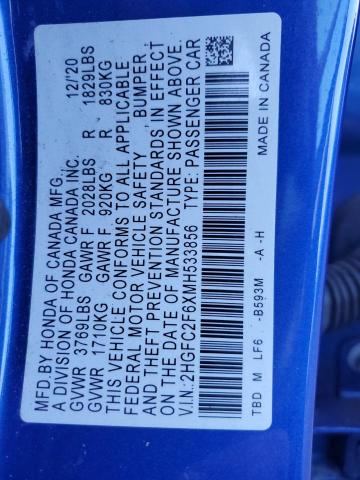 MFD.BY HONDA OF CANADA MFG.,
A DIVISION OF HONDA CANADA INC. 12/'20
GVWR 3769LBS GAWR F 2028LBS R 1829LBS
GVWR 1710KG GAWR F 920KG R 830KG
THIS VEHICLE CONFORMS TO ALL APPLICABLE
FEDERAL MOTOR VEHICLE SAFETY BUMPER,
AND THEFT PREVENTION STANDARDS IN EFFECT
ON THE DATE OF MANUFACTURE SHOWN ABOVE.
V.I.N.:2HGFC2F6XMH533856 TYPE: PASSENGER CAR
TBD M LF6 -B593M -A -H MADE IN CANADA